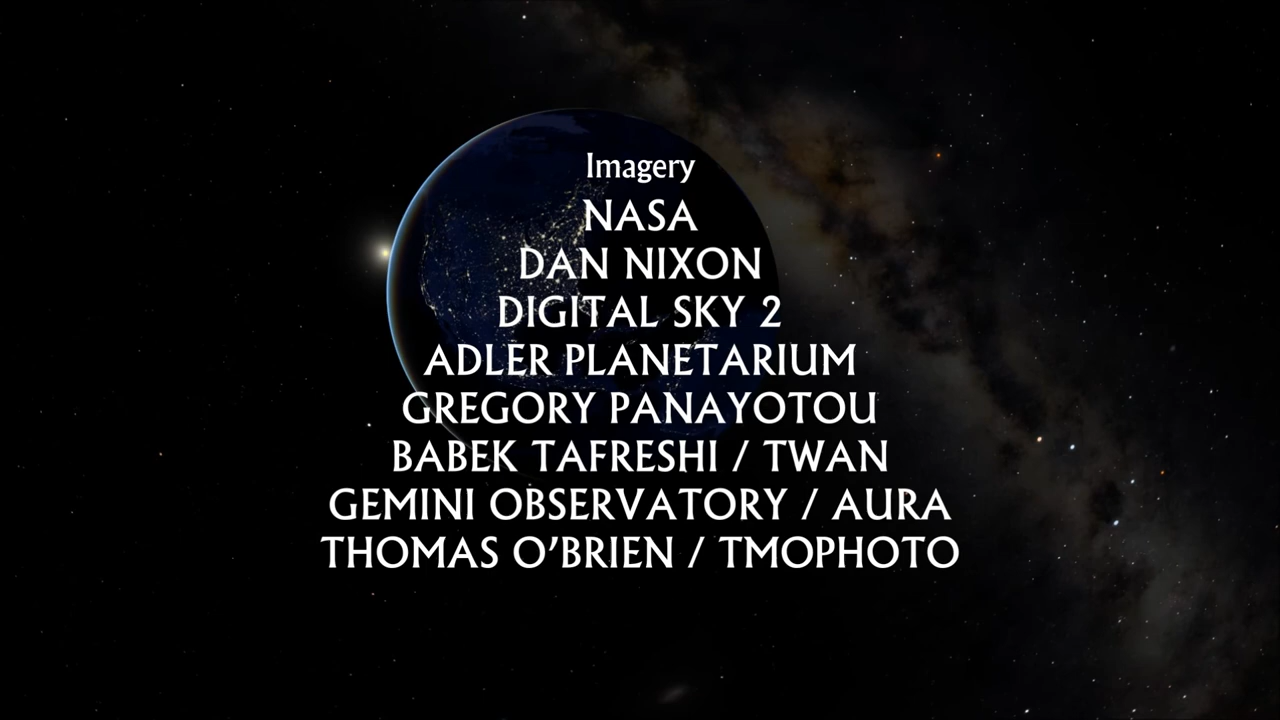 Imagery
NASA
DAN NIXON
DIGITAL SKY 2
ADLER PLANETARIUM
GREGORY PANAYOTOU
BABEK TAFRESHI / TWAN
GEMINI OBSERVATORY / AURA
THOMAS O’BRIEN / TMOPHOTO